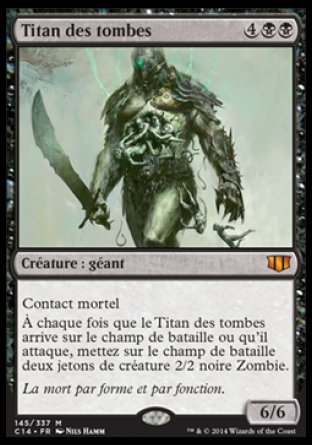 Titan des tombes 4
Créature : géant
Contact mortel
À chaque fois que le Titan des tombes
arrive sur le champ de bataille ou qu'il
attaque, mettez sur le champ de bataille
deux jetons de créature 2/2 noire Zombie.
La mort par forme et par fonction.
6/6
145/337 M
C14 • FR NILS HAMM
™ & © 2014 Wizards of the Coast